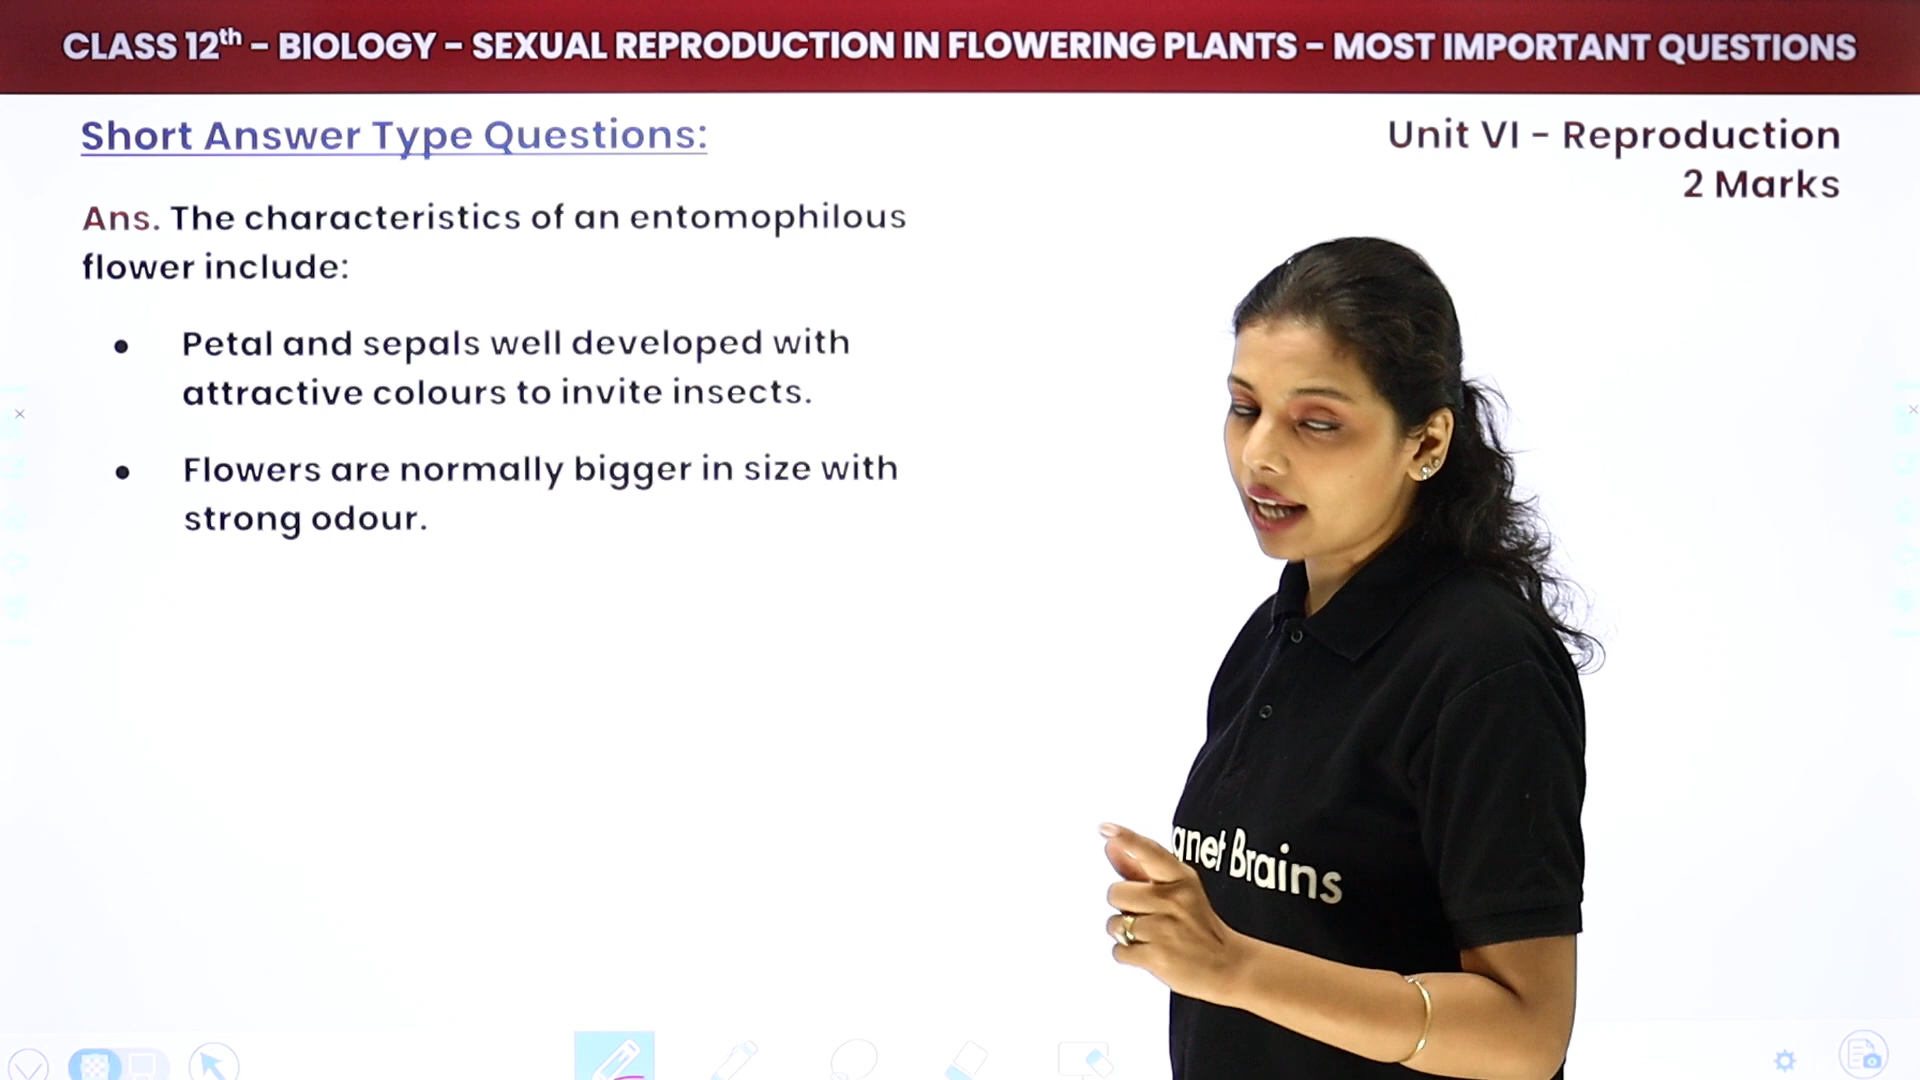 CLASS 12th – BIOLOGY – SEXUAL REPRODUCTION IN FLOWERING PLANTS – MOST IMPORTANT QUESTIONS
Short Answer Type Questions:
Unit VI - Reproduction
2 Marks
Ans. The characteristics of an entomophilous
flower include:
• Petal and sepals well developed with
attractive colours to invite insects.
• Flowers are normally bigger in size with
strong odour.
gnet Brains